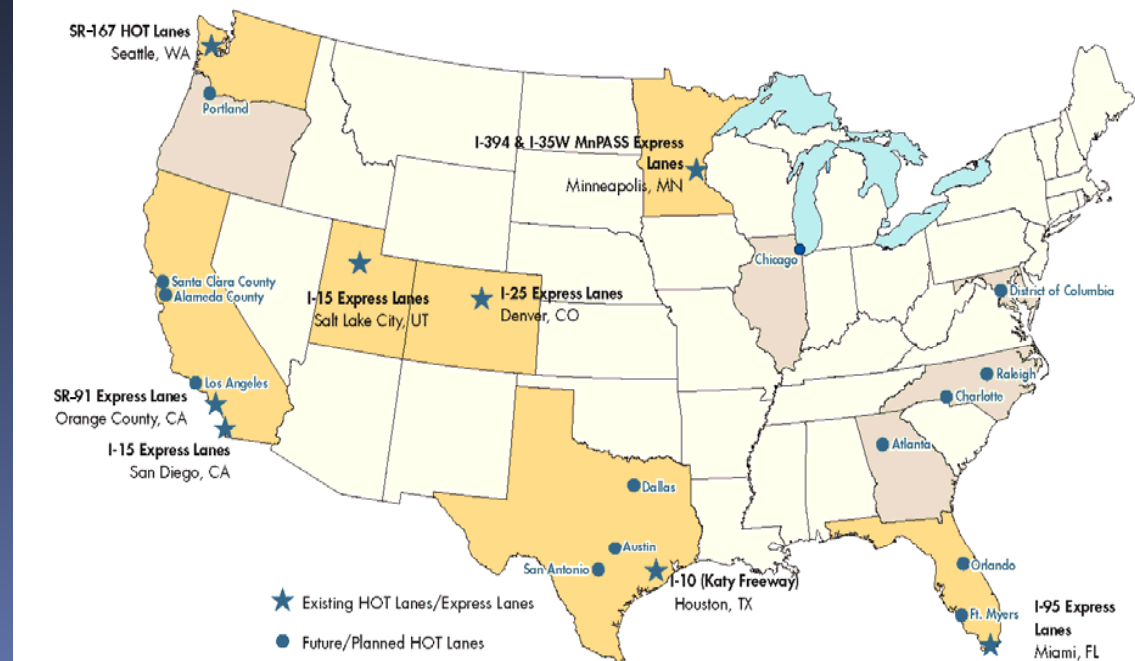 SR-167 HOT Lanes
Seattle, WA
Portland
I-394 & I-35W MnPASS Express
Lanes
Minneapolis, MN
Chicago
Santa Clara County
Alameda County
I-15 Express Lanes
Salt Lake City, UT
I-25 Express Lanes
Denver, CO
District of Columbia
Los Angeles
SR-91 Express Lanes
Orange County, CA
I-15 Express Lanes
San Diego, CA
Raleigh
Charlotte
Atlanta
Dallas
Austin
San Antonio
I-10 (Katy Freeway)
Houston, TX
Orlando
Ft. Myers
I-95 Express
Lanes
Miami, FL
Existing HOT Lanes/Express Lanes
Future/Planned HOT Lanes